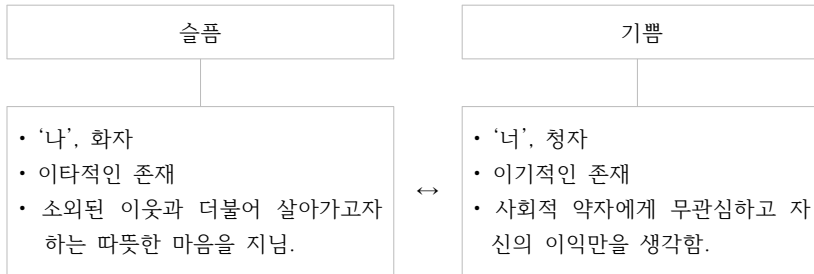 슬픔
기쁨
• ‘나’, 화자
• 이타적인 존재
• 소외된 이웃과 더불어 살아가고자
하는 따뜻한 마음을 지님.
↔
• ‘너’, 청자
• 이기적인 존재
• 사회적 약자에게 무관심하고 자
신의 이익만을 생각함.